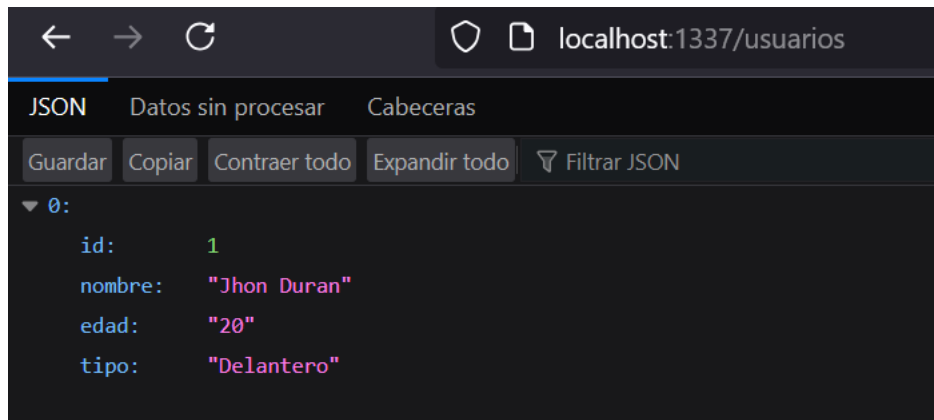 localhost:1337/usuarios
JSON Datos sin procesar Cabeceras
Guardar Copiar Contraer todo Expandir todo Filtrar JSON
0:
id: 1
nombre: "Jhon Duran"
edad: "20"
tipo: "Delantero"